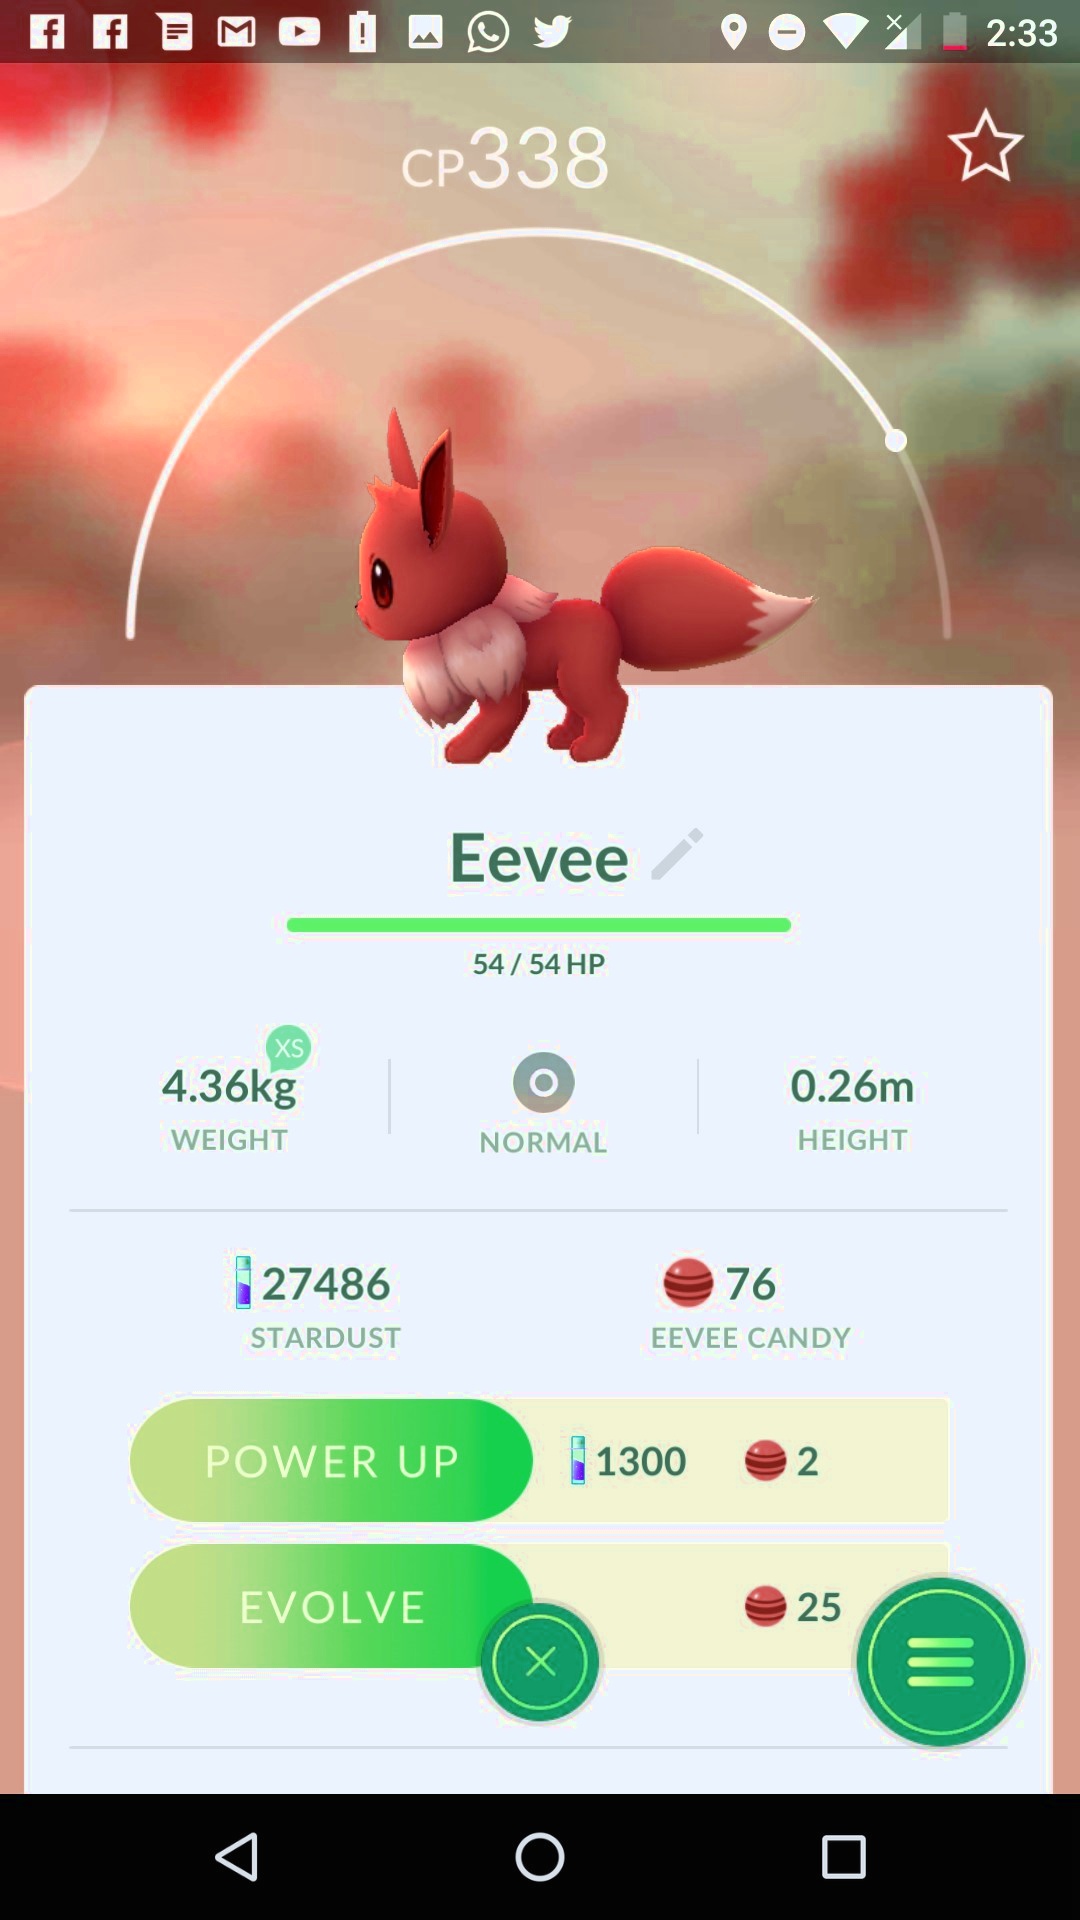 2:33
CP338
Eevee
54 / 54 HP
XS
4.36kg
WEIGHT
NORMAL
0.26m
HEIGHT
27486
STARDUST
76
EEVEE CANDY
POWER UP 1300 2
EVOLVE 25